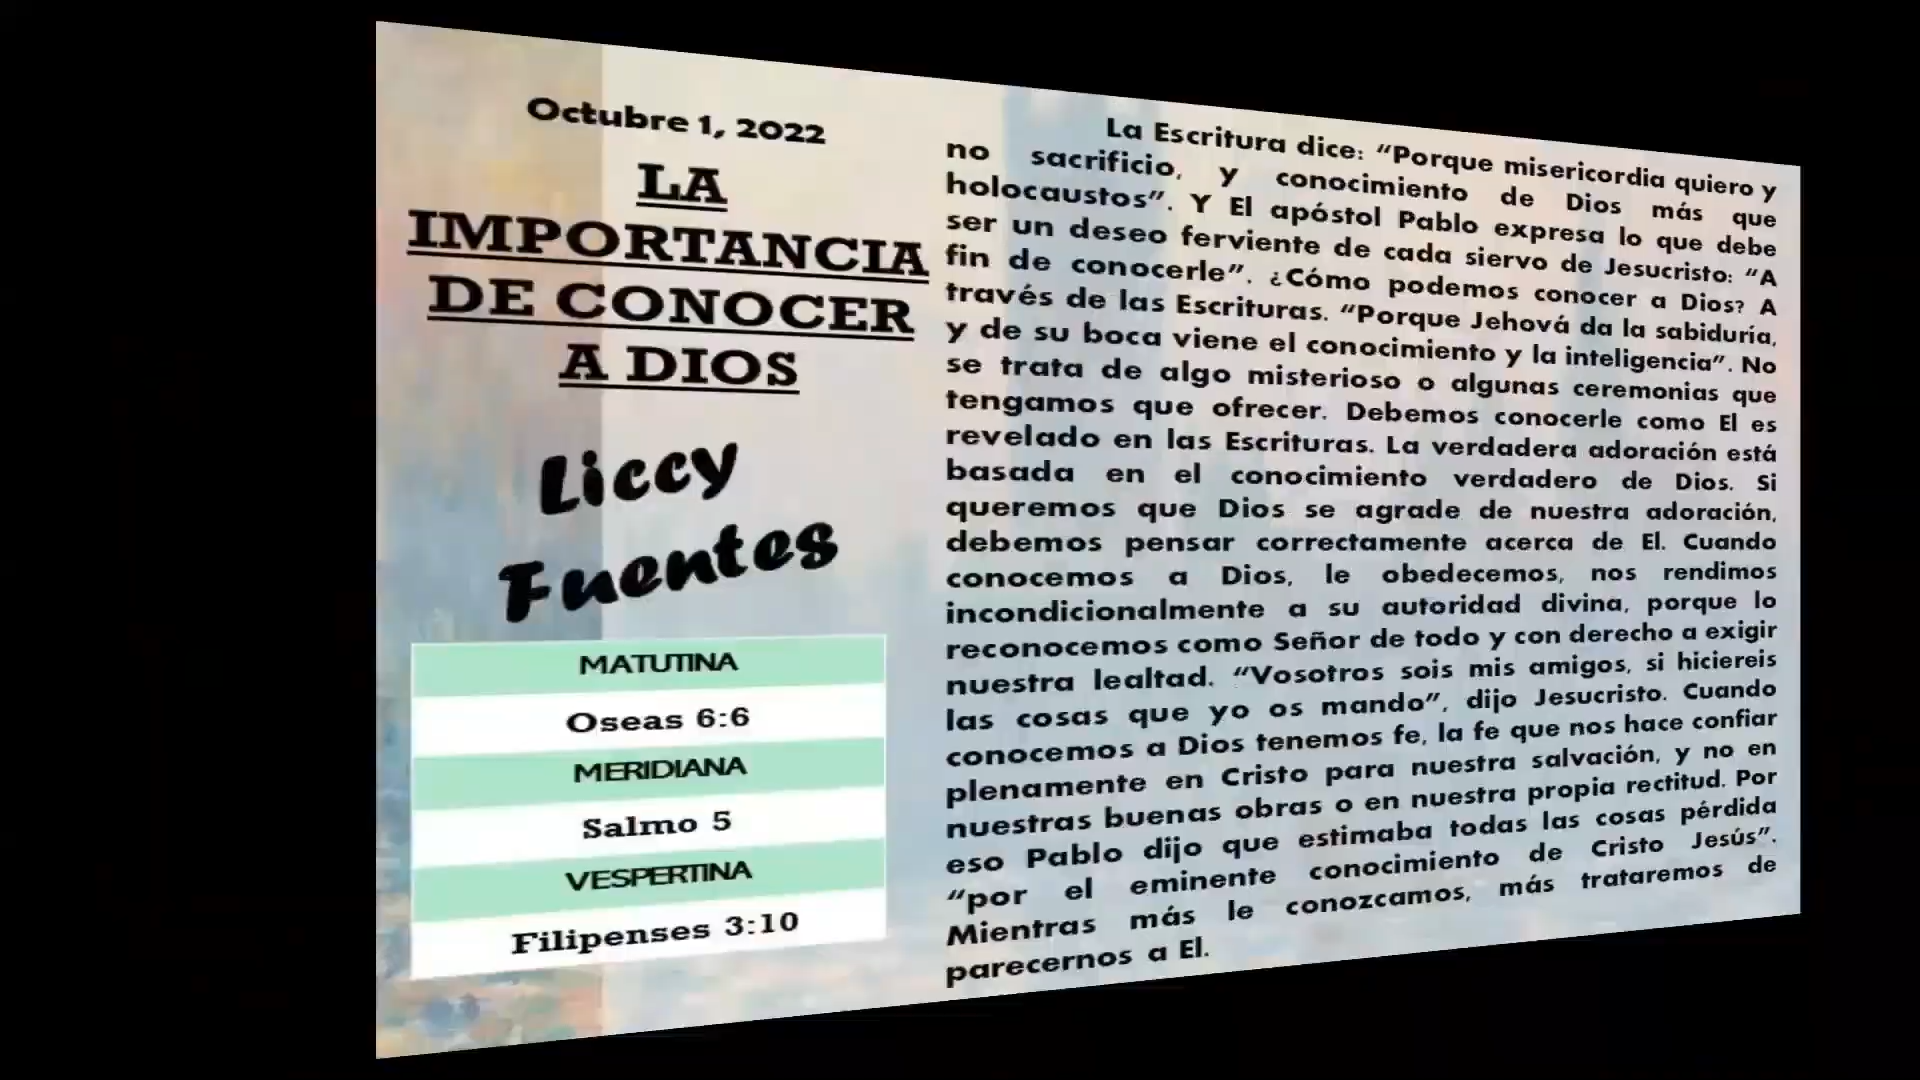 Octubre 1, 2022
LA
IMPORTANCIA
DE CONOCER
A DIOS
Liccy
Fuentes
MATUTINA
Oseas 6:6
MERIDIANA
Salmo 5
VESPERTINA
Filipenses 3:10
La Escritura dice: “Porque misericordia quiero y
no sacrificio, y conocimiento de Dios más que
holocaustos”. Y El apóstol Pablo expresa lo que debe
ser un deseo ferviente de cada siervo de Jesucristo: “A
fin de conocerle”. ¿Cómo podemos conocer a Dios? A
través de las Escrituras. “Porque Jehová da la sabiduría,
y de su boca viene el conocimiento y la inteligencia”. No
se trata de algo misterioso o algunas ceremonias que
tengamos que ofrecer. Debemos conocerle como El es
revelado en las Escrituras. La verdadera adoración está
basada en el conocimiento verdadero de Dios. Si
queremos que Dios se agrade de nuestra adoración,
debemos pensar correctamente acerca de El. Cuando
conocemos a Dios, le obedecemos, nos rendimos
incondicionalmente a su autoridad divina, porque lo
reconocemos como Señor de todo y con derecho a exigir
nuestra lealtad. “Vosotros sois mis amigos, si hiciereis
las cosas que yo os mando”, dijo Jesucristo. Cuando
conocemos a Dios tenemos fe, la fe que nos hace confiar
plenamente en Cristo para nuestra salvación, y no en
nuestras buenas obras o en nuestra propia rectitud. Por
eso Pablo dijo que estimaba todas las cosas pérdida
“por el eminente conocimiento de Cristo Jesús”.
Mientras más le conozcamos, más trataremos de
parecernos a El.